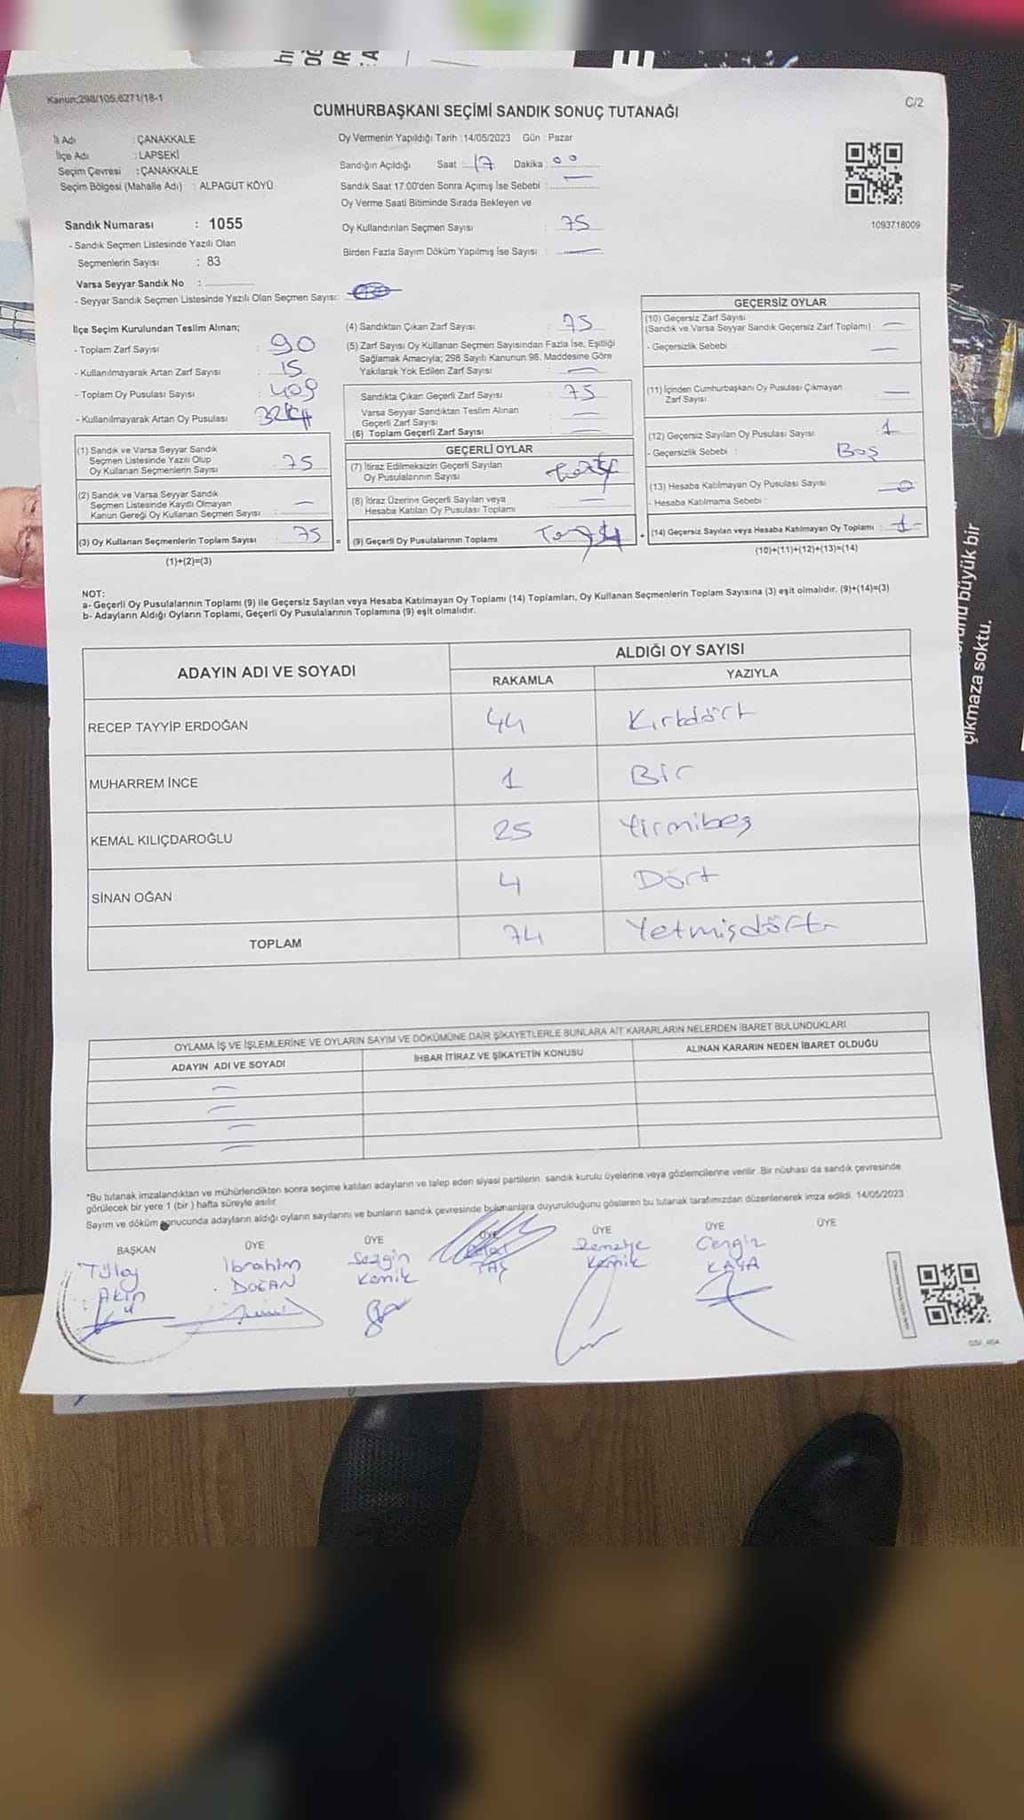 Kanun:298/105;6271/18-1
C/2
CUMHURBAŞKANI SEÇİMİ SANDIK SONUÇ TUTANAĞI
İl Adı : ÇANAKKALE
İlçe Adı : LAPSEKİ
Seçim Çevresi : ÇANAKKALE
Seçim Bölgesi (Mahalle Adı) : ALPAGUT KÖYÜ
Oy Vermenin Yapıldığı Tarih :14/05/2023 Gün : Pazar
Sandığın Açıldığı Saat : 17 Dakika : 00
Sandık Saat 17:00'den Sonra Açımış İse Sebebi : —
Oy Verme Saati Bitiminde Sırada Bekleyen ve
Oy Kullandırılan Seçmen Sayısı : 75
Birden Fazla Sayım Döküm Yapılmış İse Sayısı : —
1093718009
Sandık Numarası : 1055
- Sandık Seçmen Listesinde Yazılı Olan
Seçmenlerin Sayısı : 83
Varsa Seyyar Sandık No :
- Seyyar Sandık Seçmen Listesinde Yazılı Olan Seçmen Sayısı:
İlçe Seçim Kurulundan Teslim Alınan;
- Toplam Zarf Sayısı : 90
- Kullanılmayarak Artan Zarf Sayısı : 15
- Toplam Oy Pusulası Sayısı :
- Kullanılmayarak Artan Oy Pusulası :
(1) Sandık ve Varsa Seyyar Sandık
Seçmen Listesinde Yazılı Olup
Oy Kullanan Seçmenlerin Sayısı : 75
(2) Sandık ve Varsa Seyyar Sandık
Seçmen Listesinde Kayıtlı Olmayan
Kanun Gereği Oy Kullanan Seçmen Sayısı : —
(3) Oy Kullanan Seçmenlerin Toplam Sayısı : 75
(1)+(2)=(3)
(4) Sandıktan Çıkan Zarf Sayısı : 75
(5) Zarf Sayısı Oy Kullanan Seçmen Sayısından Fazla İse, Eşitliği
Sağlamak Amacıyla; 298 Sayılı Kanunun 98. Maddesine Göre
Yakılarak Yok Edilen Zarf Sayısı : —
Sandıkta Çıkan Geçerli Zarf Sayısı : 75
Varsa Seyyar Sandıktan Teslim Alınan
Geçerli Zarf Sayısı : —
(6) Toplam Geçerli Zarf Sayısı : —
GEÇERLİ OYLAR
(7) İtiraz Edilmeksizin Geçerli Sayılan
Oy Pusulalarının Sayısı :
(8) İtiraz Üzerine Geçerli Sayılan veya
Hesaba Katılan Oy Pusulası Toplamı : —
= (9) Geçerli Oy Pusulalarının Toplamı :
GEÇERSİZ OYLAR
(10) Geçersiz Zarf Sayısı
(Sandık ve Varsa Seyyar Sandık Geçersiz Zarf Toplamı) —
- Geçersizlik Sebebi : —
(11) İçinden Cumhurbaşkanı Oy Pusulası Çıkmayan
Zarf Sayısı : —
(12) Geçersiz Sayılan Oy Pusulası Sayısı : 1
- Geçersizlik Sebebi : Boş
(13) Hesaba Katılmayan Oy Pusulası Sayısı
- Hesaba Katılmama Sebebi :
+ (14) Geçersiz Sayılan veya Hesaba Katılmayan Oy Toplamı : 1
(10)+(11)+(12)+(13)=(14)
NOT:
a- Geçerli Oy Pusulalarının Toplamı (9) ile Geçersiz Sayılan veya Hesaba Katılmayan Oy Toplamı (14) Toplamları, Oy Kullanan Seçmenlerin Toplam Sayısına (3) eşit olmalıdır. (9)+(14)=(3)
b- Adayların Aldığı Oyların Toplamı, Geçerli Oy Pusulalarının Toplamına (9) eşit olmalıdır.
ADAYIN ADI VE SOYADI ALDIĞI OY SAYISI
RAKAMLA YAZIYLA
RECEP TAYYİP ERDOĞAN 44 Kırkdört
MUHARREM İNCE 1 Bir
KEMAL KILIÇDAROĞLU 25 Yirmibeş
SİNAN OĞAN 4 Dört
TOPLAM 74 Yetmişdört
OYLAMA İŞ VE İŞLEMLERİNE VE OYLARIN SAYIM VE DÖKÜMÜNE DAİR ŞİKAYETLERLE BUNLARA AİT KARARLARIN NELERDEN İBARET BULUNDUKLARI
ADAYIN ADI VE SOYADI İHBAR İTİRAZ VE ŞİKAYETİN KONUSU ALINAN KARARIN NEDEN İBARET OLDUĞU
*Bu tutanak imzalandıktan ve mühürlendikten sonra seçime katılan adayların ve talep eden siyasi partilerin sandık kurulu üyelerine veya gözlemcilerine verilir. Bir nüshası da sandık çevresinde
görülecek bir yere 1 (bir) hafta süreyle asılır.
Sayım ve döküm sonucunda adayların aldığı oyların sayılarını ve bunların sandık çevresinde bulunanlara duyurulduğunu gösteren bu tutanak tarafımızdan düzenlenerek imza edildi. 14/05/2023
BAŞKAN ÜYE ÜYE ÜYE ÜYE ÜYE ÜYE
Tülay İbrahim Sezgin Cengiz
Akın DOĞAN Kemik TAŞ Kemik KAYA
büyük bir
çıkmaza soktu.